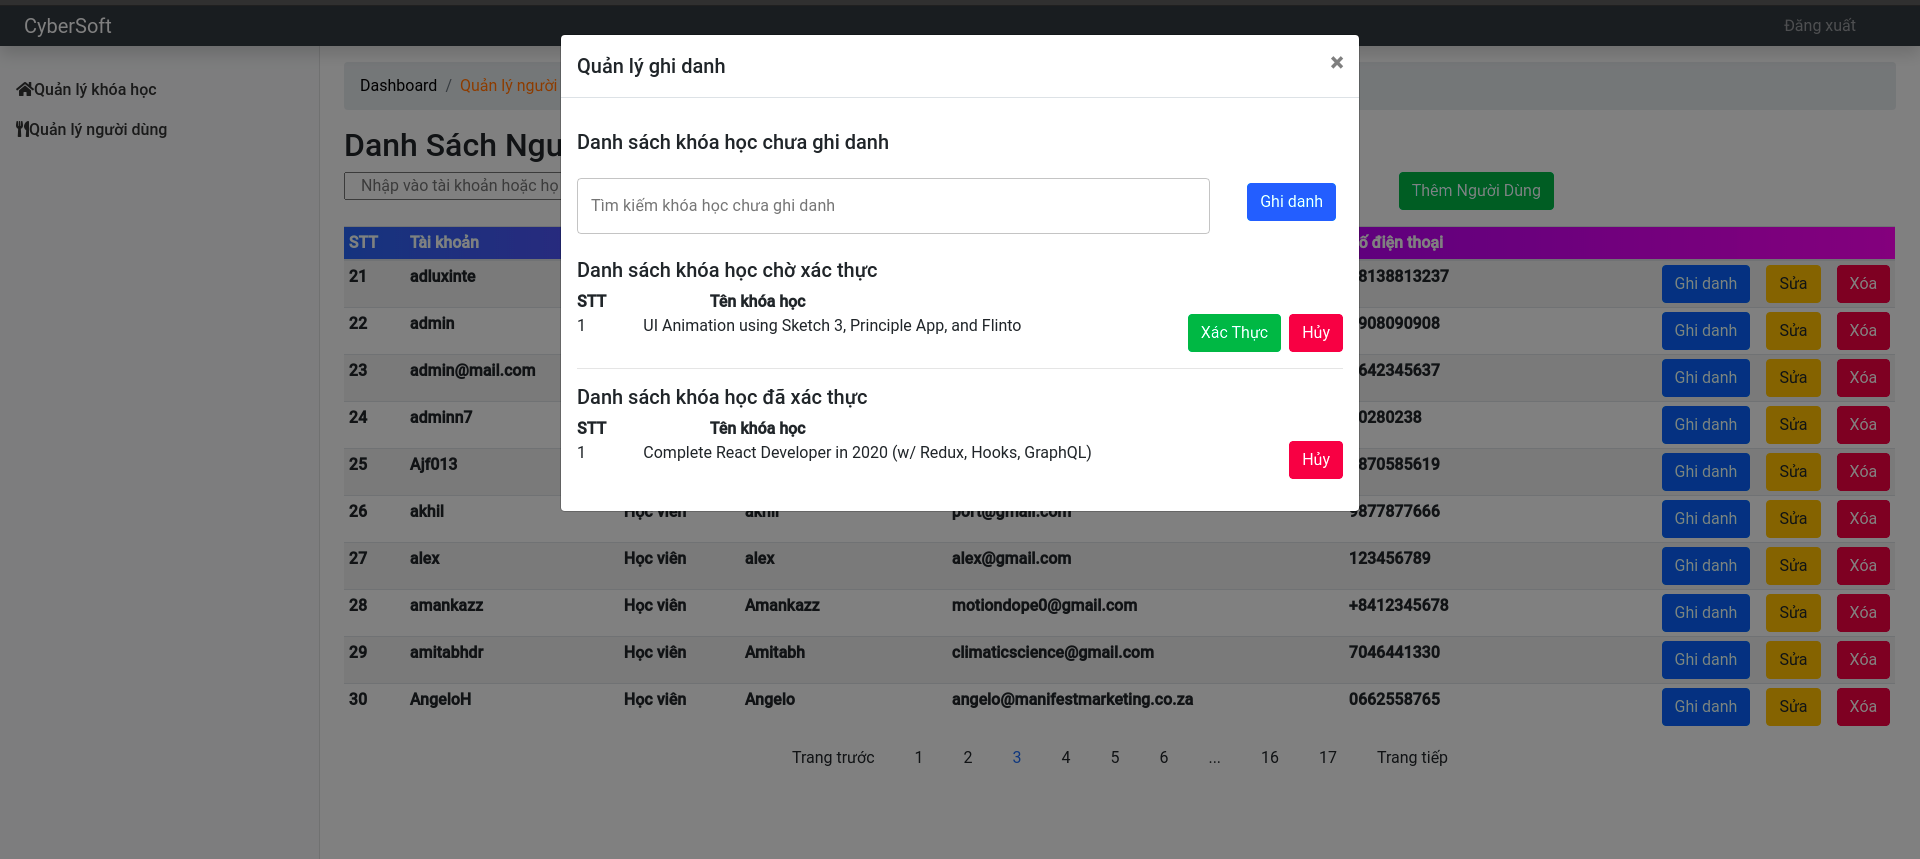 CyberSoft
Đăng xuất
Quản lý khóa học
Quản lý người dùng
Dashboard / Quản lý người
Danh Sách
Nhập vào tài khoản hoặc họ
Thêm Người Dùng
Quản lý ghi danh ×
Danh sách khóa học chưa ghi danh
Tìm kiếm khóa học chưa ghi danh Ghi danh
Danh sách khóa học chờ xác thực
STT Tên khóa học
1 UI Animation using Sketch 3, Principle App, and Flinto Xác Thực Hủy
Danh sách khóa học đã xác thực
STT Tên khóa học
1 Complete React Developer in 2020 (w/ Redux, Hooks, GraphQL) Hủy
STT Tài khoản điện thoại
21 adluxinte 8138813237 Ghi danh Sửa Xóa
22 admin 908090908 Ghi danh Sửa Xóa
23 admin@mail.com 642345637 Ghi danh Sửa Xóa
24 adminn7 0280238 Ghi danh Sửa Xóa
25 Ajf013 870585619 Ghi danh Sửa Xóa
26 akhil Học viên akhil port@gmail.com 9877877666 Ghi danh Sửa Xóa
27 alex Học viên alex alex@gmail.com 123456789 Ghi danh Sửa Xóa
28 amankazz Học viên Amankazz motiondope0@gmail.com +8412345678 Ghi danh Sửa Xóa
29 amitabhdr Học viên Amitabh climaticscience@gmail.com 7046441330 Ghi danh Sửa Xóa
30 AngeloH Học viên Angelo angelo@manifestmarketing.co.za 0662558765 Ghi danh Sửa Xóa
Trang trước 1 2 3 4 5 6 ... 16 17 Trang tiếp